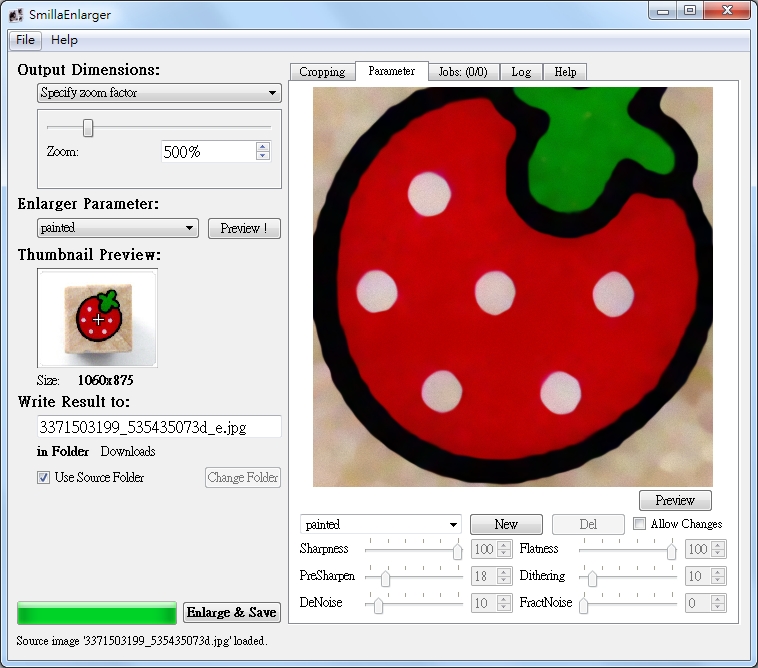 SmillaEnlarger
File Help
Output Dimensions:
Specify zoom factor
Zoom: 500%
Enlarger Parameter:
painted Preview !
Thumbnail Preview:
Size: 1060x875
Write Result to:
3371503199_535435073d_e.jpg
in Folder Downloads
Use Source Folder Change Folder
Enlarge & Save
Source image '3371503199_535435073d.jpg' loaded.
Cropping Parameter Jobs: (0/0) Log Help
Preview
painted New Del Allow Changes
Sharpness 100 Flatness 100
PreSharpen 18 Dithering 10
DeNoise 10 FractNoise 0